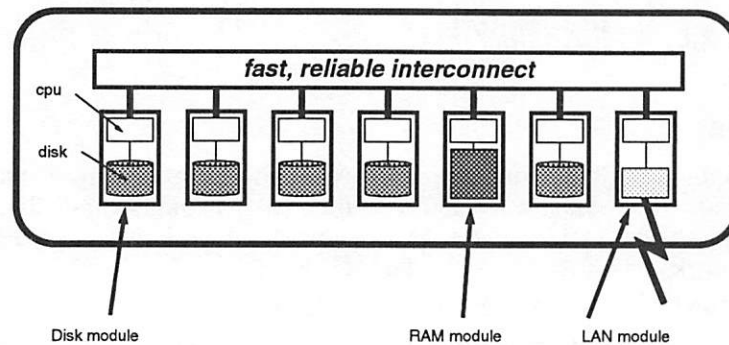 fast, reliable interconnect
cpu
disk
Disk module
RAM module
LAN module